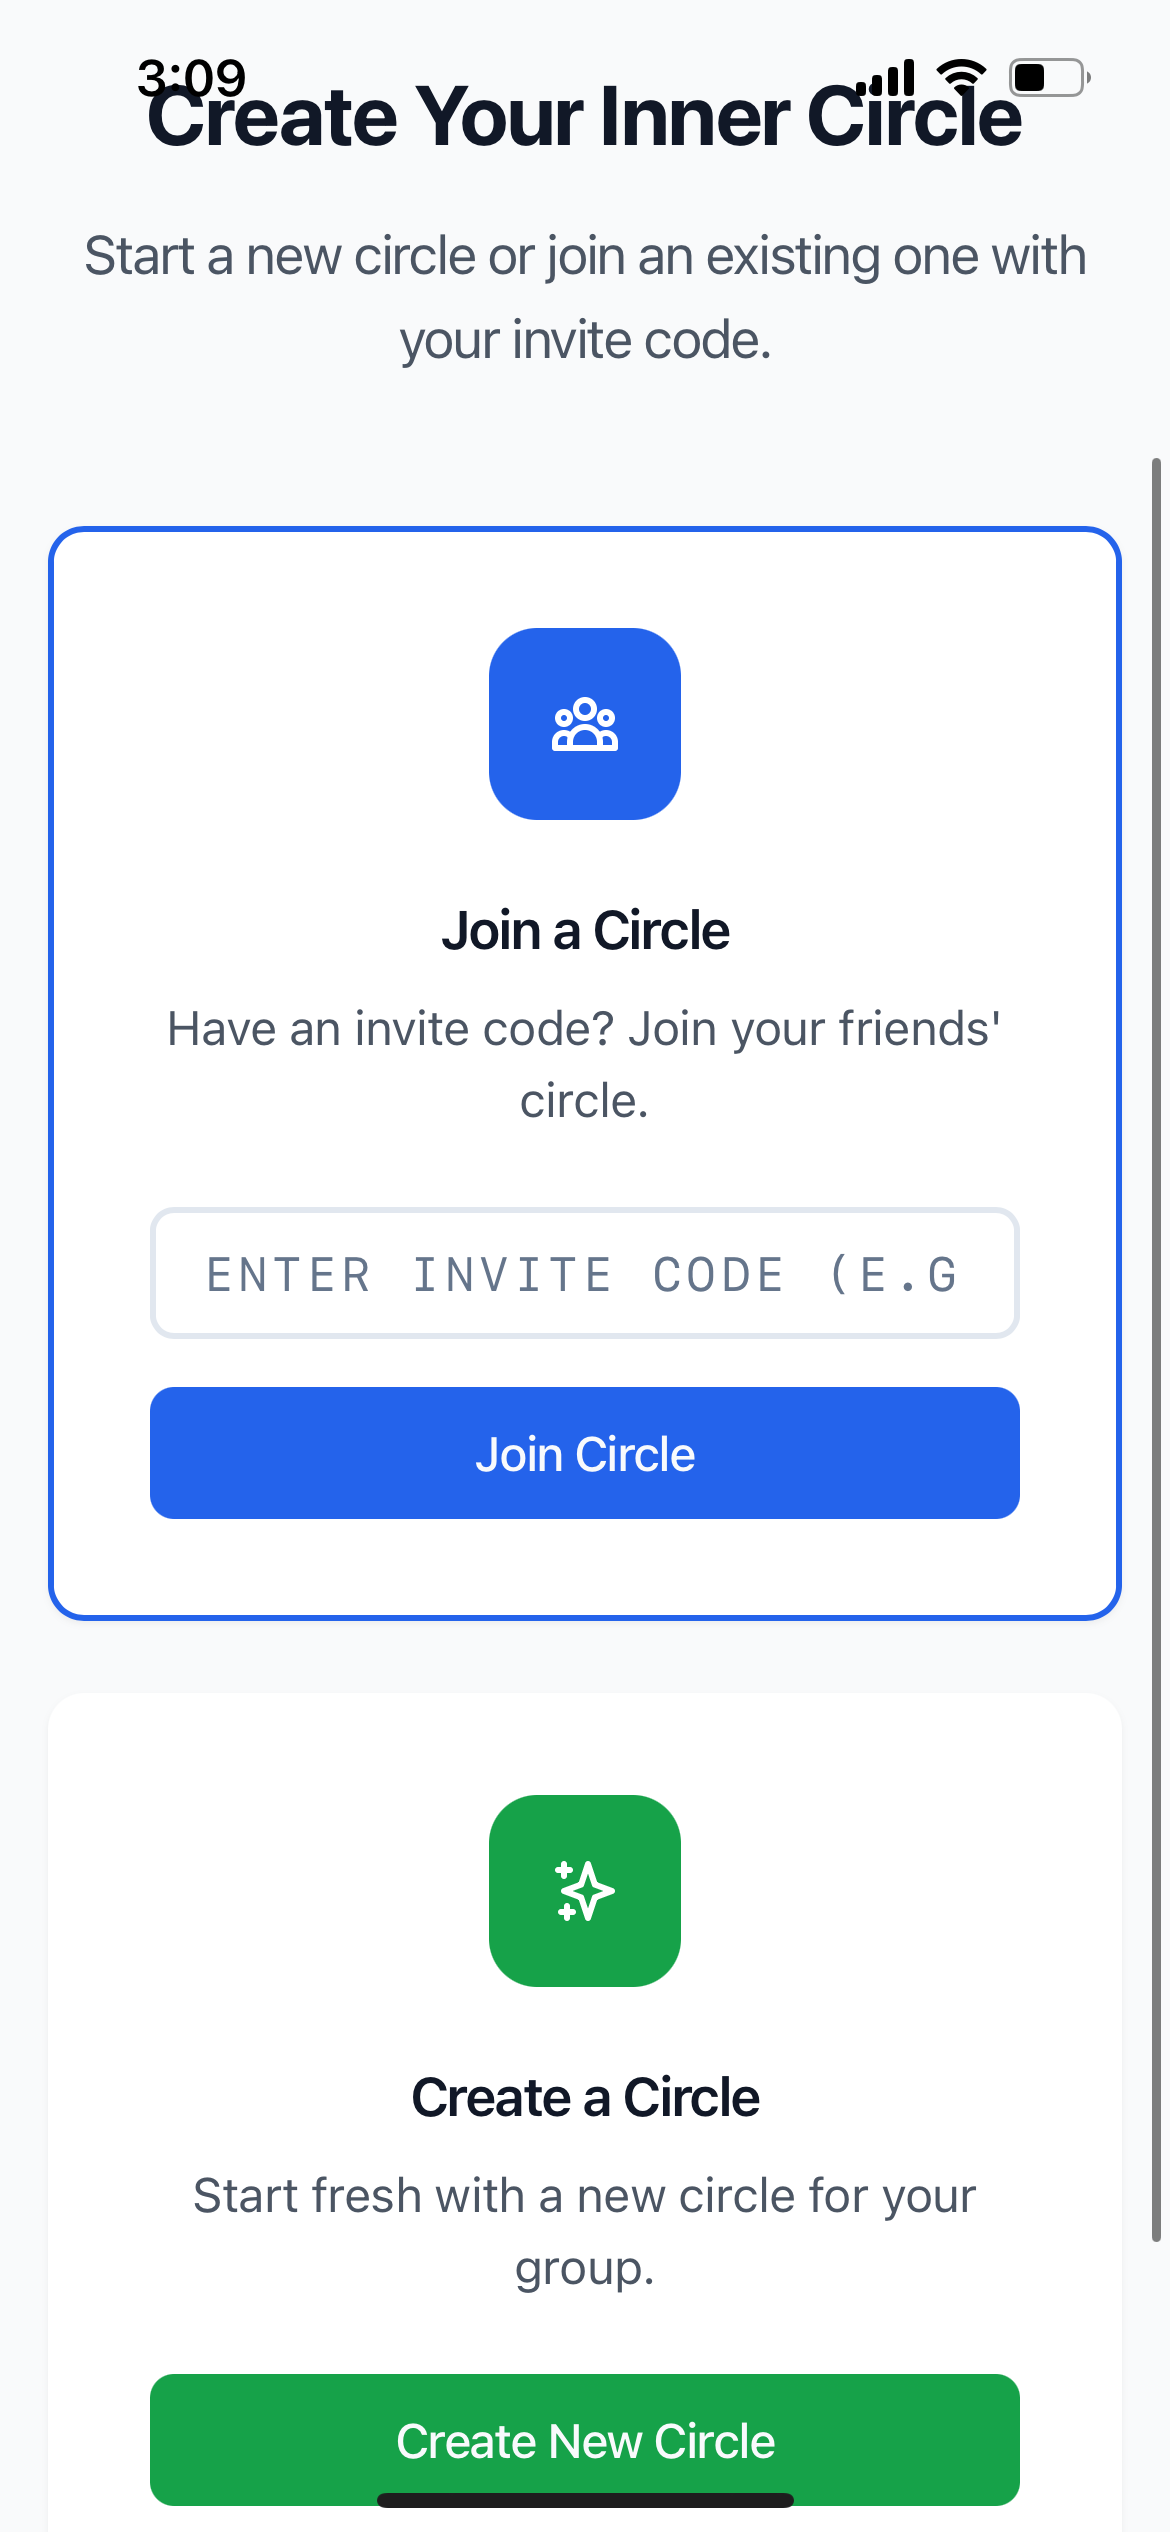 3:09
Create Your Inner Circle
Start a new circle or join an existing one with
your invite code.
Join a Circle
Have an invite code? Join your friends'
circle.
ENTER INVITE CODE (E.G
Join Circle
Create a Circle
Start fresh with a new circle for your
group.
Create New Circle